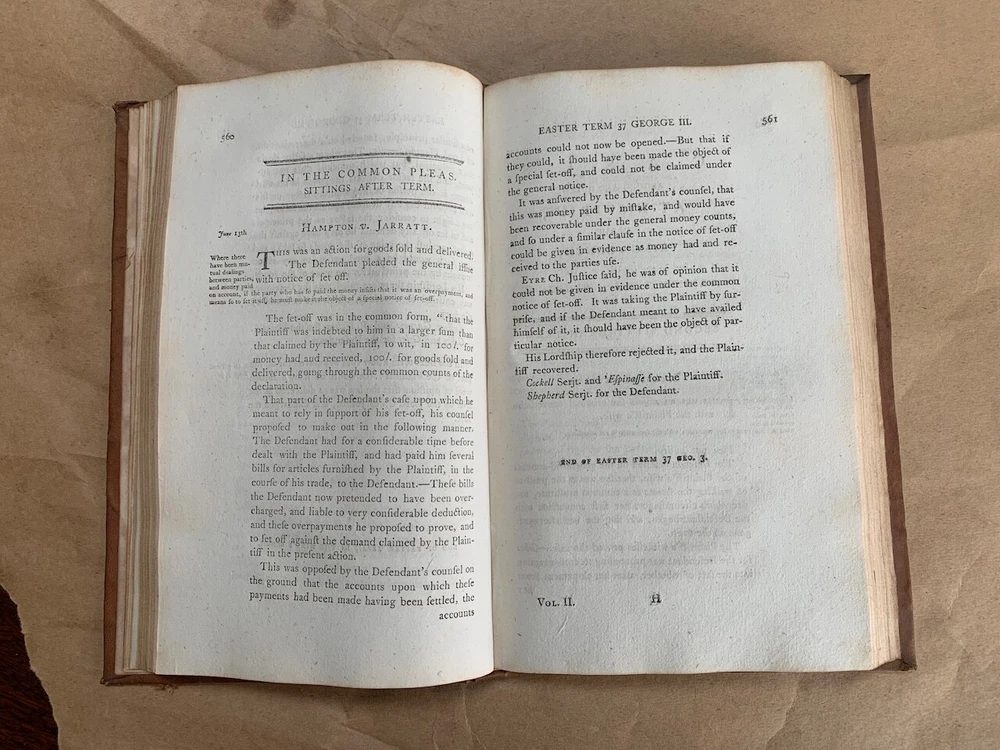 560
IN THE COMMON PLEAS.
SITTINGS AFTER TERM.
HAMPTON v. JARRATT.
June 13th
Where there
have been mu-
tual dealings
between parties,
and money paid
on account, if the party who has so paid the money insists that it was an overpayment, and
means to set it off, he must make it the object of a special notice of set-off.
THIS was an action for goods ſold and delivered.
The Defendant pleaded the general iſſue
with notice of ſet off.
The ſet-off was in the common form, "that the
Plaintiff was indebted to him in a larger ſum than
that claimed by the Plaintiff, to wit, in 100l. for
money had and received, 100l. for goods ſold and
delivered, going through the common counts of the
declaration.
That part of the Defendant's caſe upon which he
meant to rely in ſupport of his ſet-off, his counſel
propoſed to make out in the following manner.
The Defendant had for a conſiderable time before
dealt with the Plaintiff, and had paid him ſeveral
bills for articles furniſhed by the Plaintiff, in the
courſe of his trade, to the Defendant.—Theſe bills
the Defendant now pretended to have been over-
charged, and liable to very conſiderable deduction,
and theſe overpayments he propoſed to prove, and
to ſet off againſt the demand claimed by the Plain-
tiff in the preſent action.
This was oppoſed by the Defendant's counſel on
the ground that the accounts upon which theſe
payments had been made having been ſettled, the
accounts
EASTER TERM 37 GEORGE III.
561
accounts could not now be opened.—But that if
they could, it ſhould have been made the object of
a ſpecial ſet-off, and could not be claimed under
the general notice.
It was anſwered by the Defendant's counſel, that
this was money paid by miſtake, and would have
been recoverable under the general money counts,
and ſo under a ſimilar clauſe in the notice of ſet-off
could be given in evidence as money had and re-
ceived to the parties uſe.
EYRE Ch. Juſtice ſaid, he was of opinion that it
could not be given in evidence under the common
notice of ſet-off. It was taking the Plaintiff by ſur-
priſe, and if the Defendant meant to have availed
himſelf of it, it ſhould have been the object of par-
ticular notice.
His Lordſhip therefore rejected it, and the Plain-
tiff recovered.
Cockell Serjt. and 'Eſpinaſſe for the Plaintiff.
Shepherd Serjt. for the Defendant.
END OF EASTER TERM 37 GEO. 3.
VOL. II.